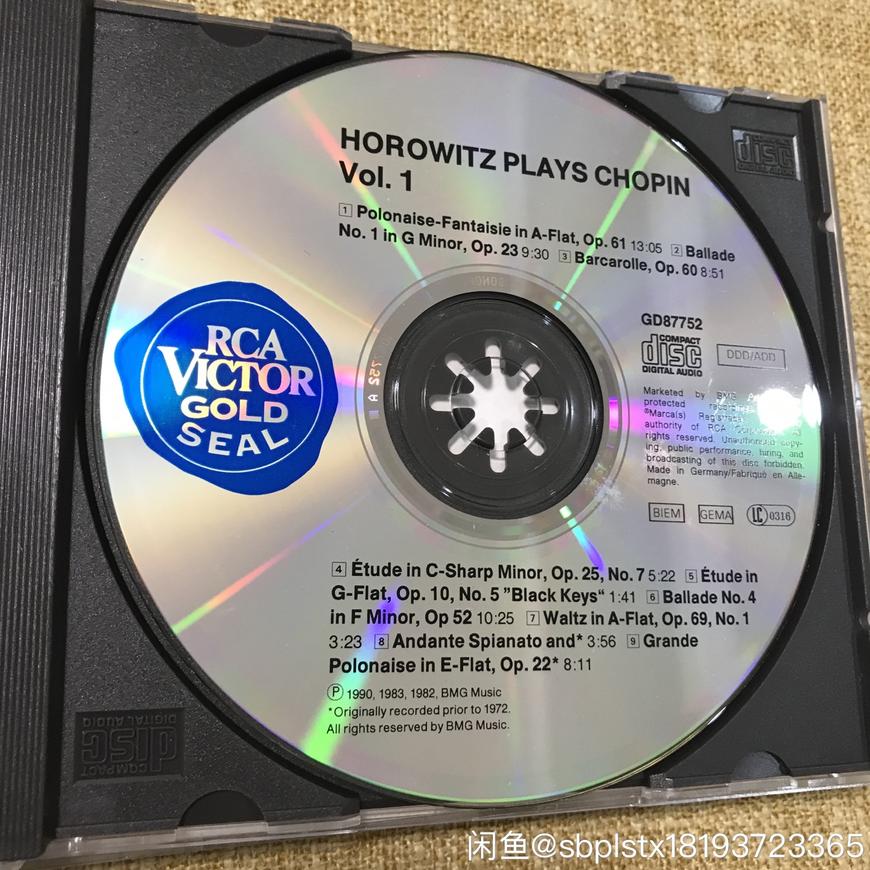 HOROWITZ PLAYS CHOPIN
Vol. 1
1 Polonaise-Fantaisie in A-Flat, Op. 61 13:05 2 Ballade
No. 1 in G Minor, Op. 23 9:30 3 Barcarolle, Op. 60 8:51
RCA
VICTOR
GOLD
SEAL
GD87752
COMPACT
disc
DIGITAL AUDIO
DDD/ADD
Marketed by BMG
protected
®Marca(s)
authority of RCA
rights reserved. Unauthorized copy-
ing, public performance, hiring, and
broadcasting of this disc forbidden.
Made in Germany/Fabriqué en Alle-
magne.
BIEM GEMA LC 0316
4 Étude in C-Sharp Minor, Op. 25, No. 7 5:22 5 Étude in
G-Flat, Op. 10, No. 5 ”Black Keys“ 1:41 6 Ballade No. 4
in F Minor, Op 52 10:25 7 Waltz in A-Flat, Op. 69, No. 1
3:23 8 Andante Spianato and* 3:56 9 Grande
Polonaise in E-Flat, Op. 22* 8:11
Ⓟ 1990, 1983, 1982, BMG Music
*Originally recorded prior to 1972.
All rights reserved by BMG Music.
disc
DIGITAL AUDIO
COMPACT
disc
DIGITAL AUDIO
闲鱼@sbplstx18193723365